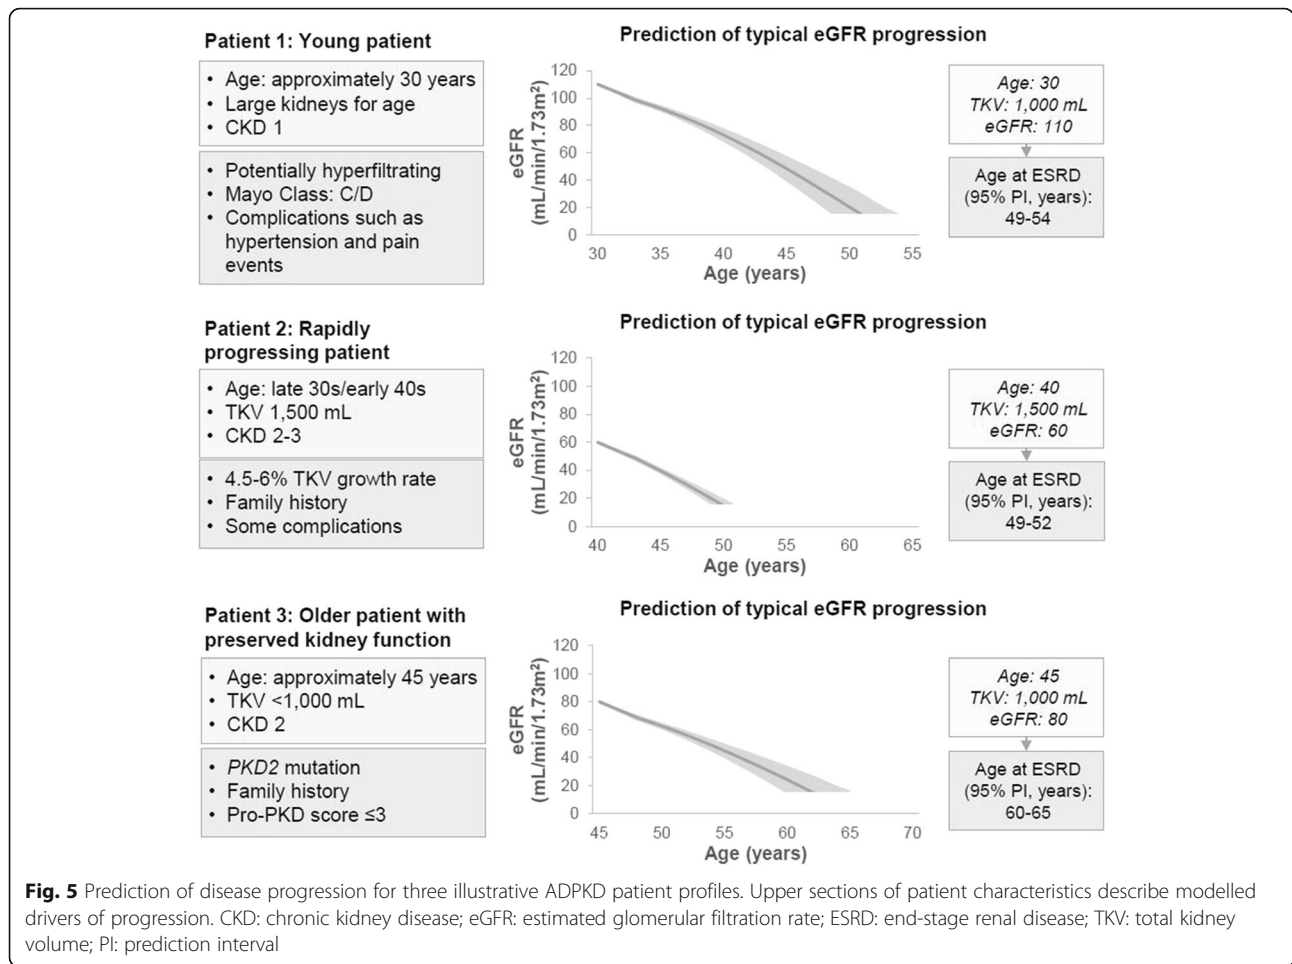 Patient 1: Young patient
• Age: approximately 30 years
• Large kidneys for age
• CKD 1
• Potentially hyperfiltrating
• Mayo Class: C/D
• Complications such as
hypertension and pain
events
Prediction of typical eGFR progression
eGFR
(mL/min/1.73m²)
120
100
80
60
40
20
0
30 35 40 45 50 55
Age (years)
Age: 30
TKV: 1,000 mL
eGFR: 110
Age at ESRD
(95% PI, years):
49-54
Patient 2: Rapidly
progressing patient
• Age: late 30s/early 40s
• TKV 1,500 mL
• CKD 2-3
• 4.5-6% TKV growth rate
• Family history
• Some complications
Prediction of typical eGFR progression
eGFR
(mL/min/1.73m²)
120
100
80
60
40
20
0
40 45 50 55 60 65
Age (years)
Age: 40
TKV: 1,500 mL
eGFR: 60
Age at ESRD
(95% PI, years):
49-52
Patient 3: Older patient with
preserved kidney function
• Age: approximately 45 years
• TKV <1,000 mL
• CKD 2
• PKD2 mutation
• Family history
• Pro-PKD score ≤3
Prediction of typical eGFR progression
eGFR
(mL/min/1.73m²)
120
100
80
60
40
20
0
45 50 55 60 65 70
Age (years)
Age: 45
TKV: 1,000 mL
eGFR: 80
Age at ESRD
(95% PI, years):
60-65
Fig. 5 Prediction of disease progression for three illustrative ADPKD patient profiles. Upper sections of patient characteristics describe modelled
drivers of progression. CKD: chronic kidney disease; eGFR: estimated glomerular filtration rate; ESRD: end-stage renal disease; TKV: total kidney
volume; PI: prediction interval